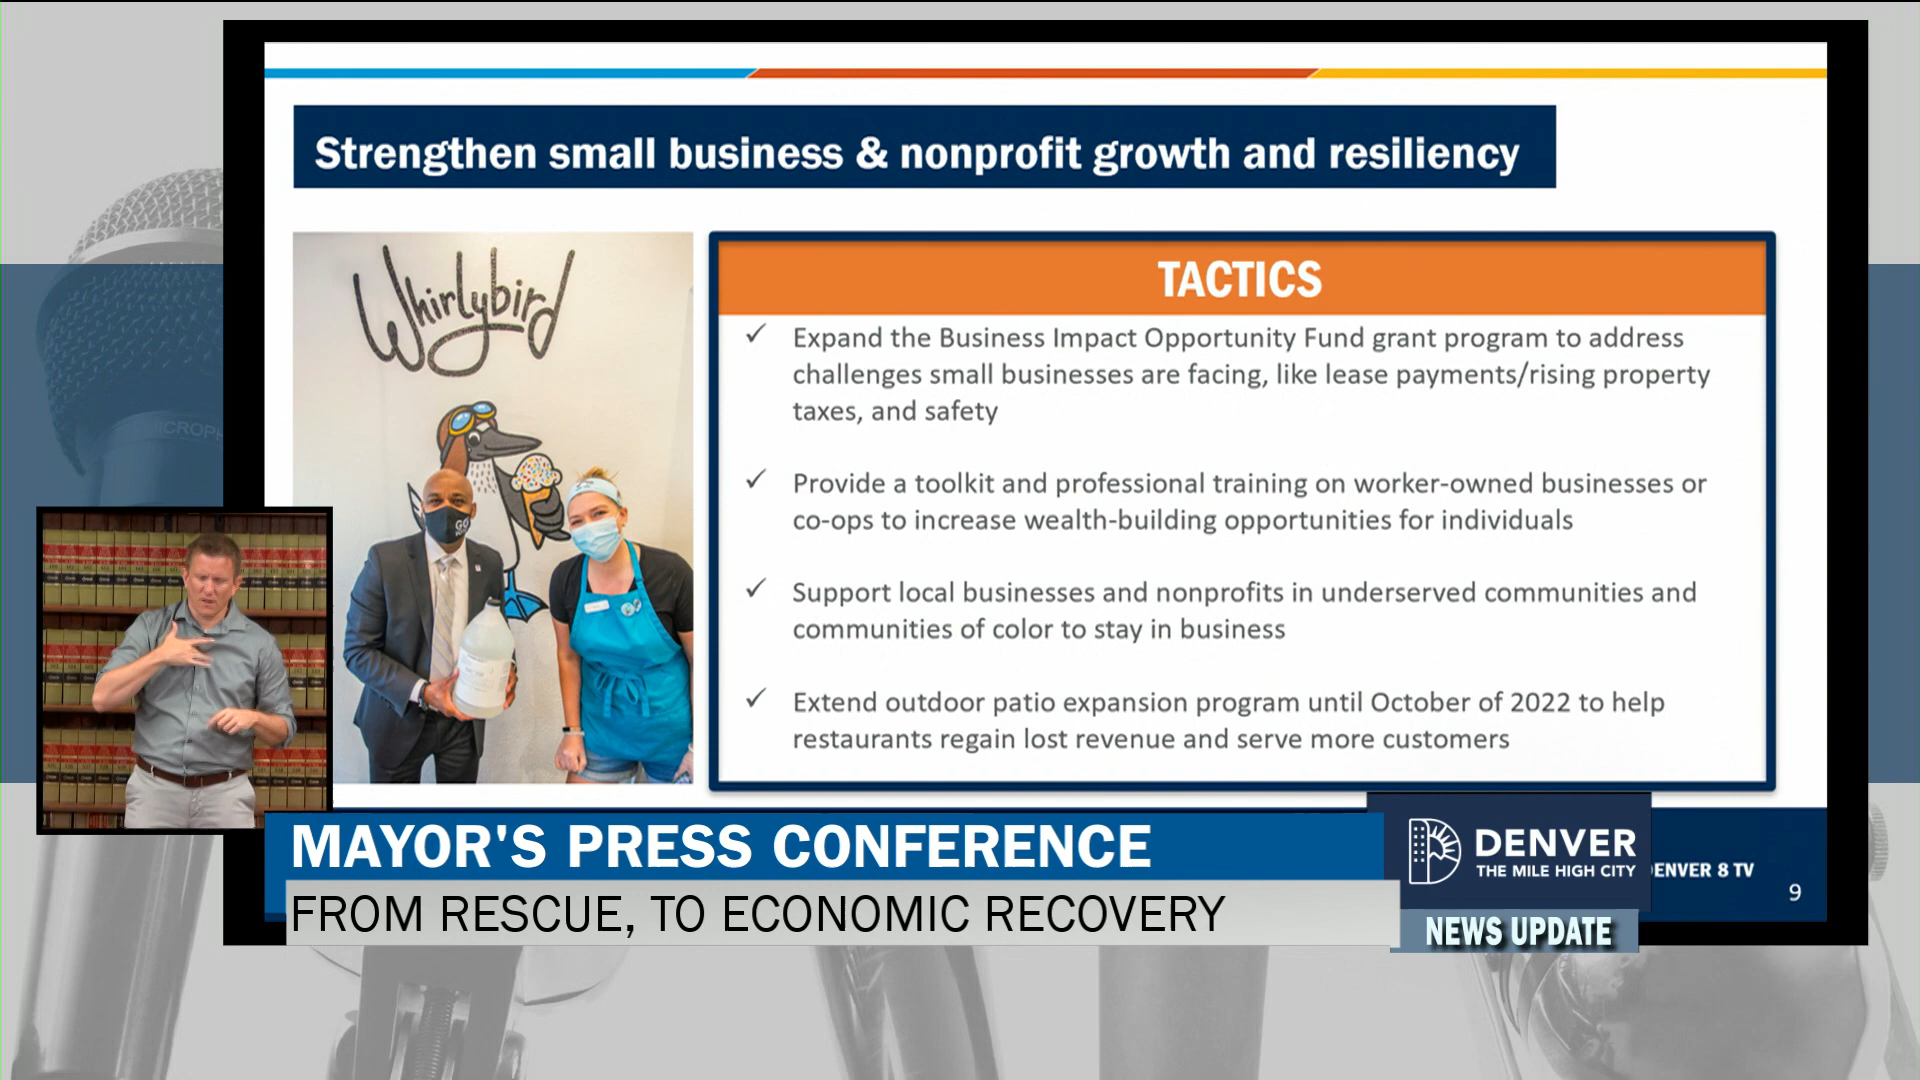 Strengthen small business & nonprofit growth and resiliency
Whirlybird
GO
TACTICS
✓ Expand the Business Impact Opportunity Fund grant program to address
challenges small businesses are facing, like lease payments/rising property
taxes, and safety
✓ Provide a toolkit and professional training on worker-owned businesses or
co-ops to increase wealth-building opportunities for individuals
✓ Support local businesses and nonprofits in underserved communities and
communities of color to stay in business
✓ Extend outdoor patio expansion program until October of 2022 to help
restaurants regain lost revenue and serve more customers
MAYOR'S PRESS CONFERENCE
FROM RESCUE, TO ECONOMIC RECOVERY
DENVER
THE MILE HIGH CITY
NEWS UPDATE
ENVER 8 TV
9
ICROPH